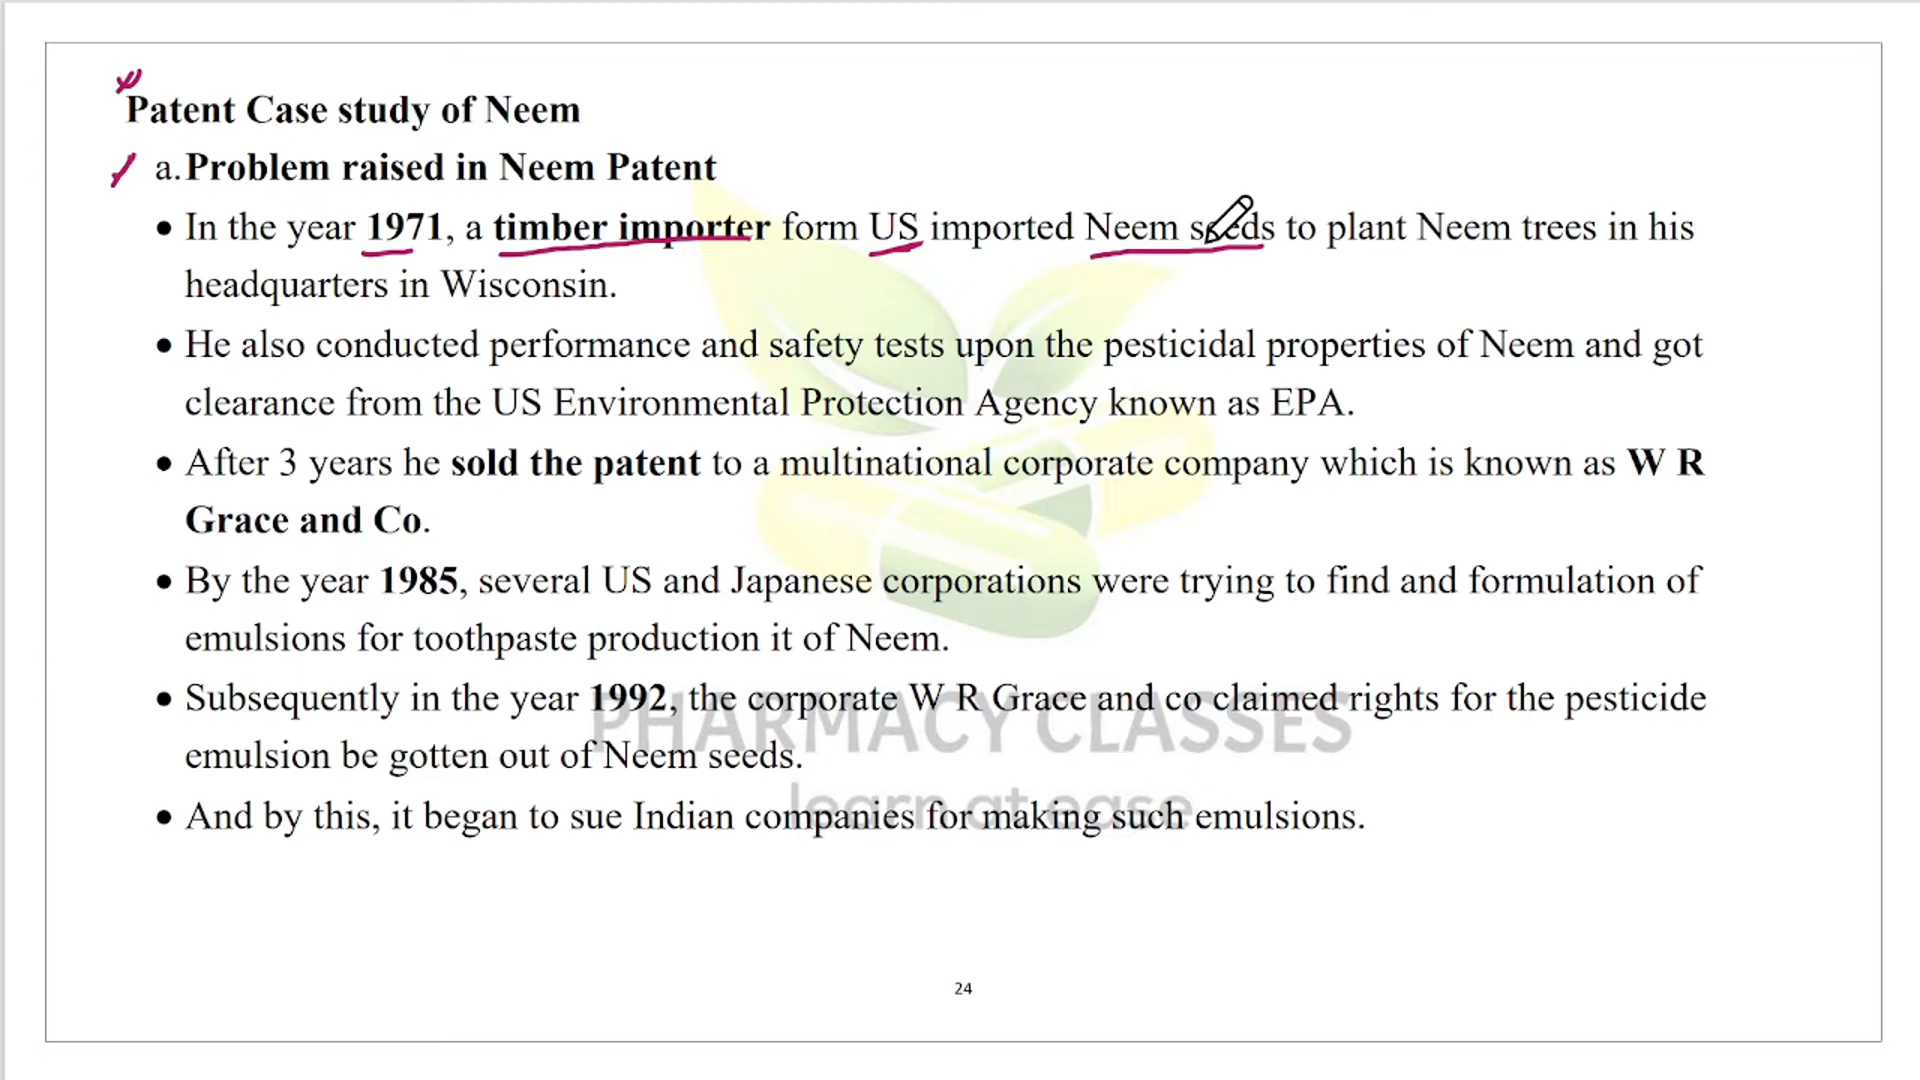 Patent Case study of Neem
a. Problem raised in Neem Patent
• In the year 1971, a timber importer form US imported Neem seeds to plant Neem trees in his
headquarters in Wisconsin.
• He also conducted performance and safety tests upon the pesticidal properties of Neem and got
clearance from the US Environmental Protection Agency known as EPA.
• After 3 years he sold the patent to a multinational corporate company which is known as W R
Grace and Co.
• By the year 1985, several US and Japanese corporations were trying to find and formulation of
emulsions for toothpaste production it of Neem.
• Subsequently in the year 1992, the corporate W R Grace and co claimed rights for the pesticide
emulsion be gotten out of Neem seeds.
• And by this, it began to sue Indian companies for making such emulsions.
PHARMACY CLASSES
learn at ease
24